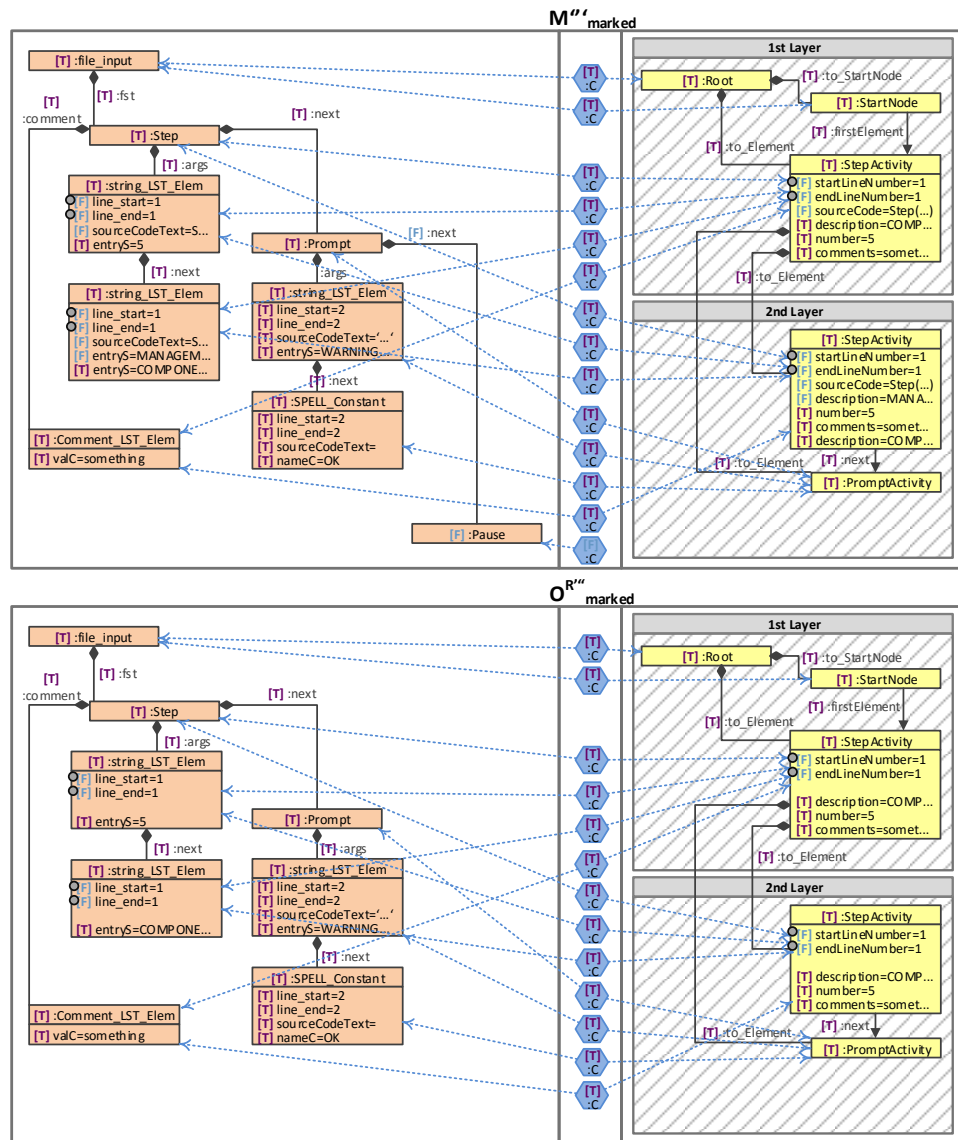 M'''‘marked
1st Layer
[T] :file_input
[T] :C
[T] :Root
[T] :to_StartNode
[T]
[T] :fst
[T] :next
[T] :C
[T] :StartNode
:comment
[T] :Step
[T] :to_Element
[T] :firstElement
[T] :args
[T] :C
[T] :StepActivity
[T] :string_LST_Elem
[F] line_start=1
[F] line_end=1
[F] sourceCodeText=S...
[T] entryS=5
[T] :C
[F] startLineNumber=1
[F] endLineNumber=1
[F] sourceCode=Step(...)
[T] description=COMP...
[T] number=5
[T] comments=somet...
[F] :next
[T] :Prompt
[T] :C
[T] :next
[T] :args
[T] :C
[T] :to_Element
[T] :string_LST_Elem
[F] line_start=1
[F] line_end=1
[F] sourceCodeText=S...
[F] entryS=MANAGEM...
[T] entryS=COMPONE...
[T] :string_LST_Elem
[T] line_start=2
[T] line_end=2
[T] sourceCodeText=‘...‘
[T] entryS=WARNING...
[T] :C
[T] :C
[T] :C
2nd Layer
[T] :StepActivity
[F] startLineNumber=1
[F] endLineNumber=1
[F] sourceCode=Step(...)
[F] description=MANA...
[T] number=5
[T] comments=somet...
[T] description=COMP...
[T] :next
[T] :C
[T] :SPELL_Constant
[T] line_start=2
[T] line_end=2
[T] sourceCodeText=
[T] nameC=OK
[T] :C
[T] :Comment_LST_Elem
[T] valC=something
[T] :C
[T] :to_Element
[T] :next
[T] :C
[T] :PromptActivity
[T] :C
[F] :Pause
[F] :C
OR'''‘‘marked
1st Layer
[T] :file_input
[T] :C
[T] :Root
[T] :to_StartNode
[T]
[T] :fst
[T] :next
[T] :C
[T] :StartNode
:comment
[T] :Step
[T] :to_Element
[T] :firstElement
[T] :args
[T] :C
[T] :StepActivity
[T] :string_LST_Elem
[F] line_start=1
[F] line_end=1
[T] entryS=5
[T] :C
[F] startLineNumber=1
[F] endLineNumber=1
[T] description=COMP...
[T] number=5
[T] comments=somet...
[T] :Prompt
[T] :C
[T] :next
[T] :args
[T] :C
[T] :to_Element
[T] :string_LST_Elem
[F] line_start=1
[F] line_end=1
[T] entryS=COMPONE...
[T] :string_LST_Elem
[T] line_start=2
[T] line_end=2
[T] sourceCodeText=‘...‘
[T] entryS=WARNING...
[T] :C
[T] :C
[T] :C
2nd Layer
[T] :StepActivity
[F] startLineNumber=1
[F] endLineNumber=1
[T] description=COMP...
[T] number=5
[T] comments=somet...
[T] :next
[T] :C
[T] :SPELL_Constant
[T] line_start=2
[T] line_end=2
[T] sourceCodeText=
[T] nameC=OK
[T] :C
[T] :Comment_LST_Elem
[T] valC=something
[T] :C
[T] :to_Element
[T] :next
[T] :C
[T] :PromptActivity
[T] :C